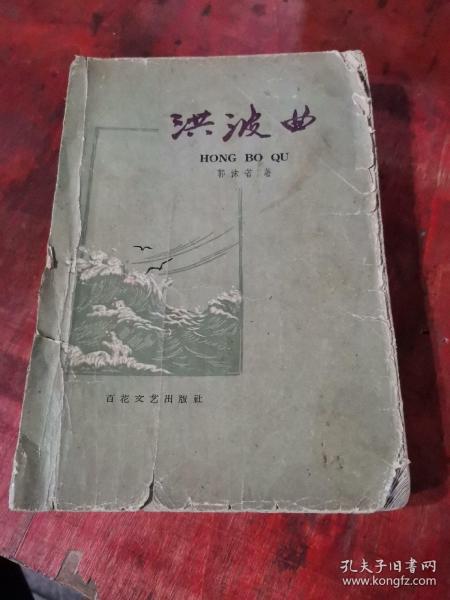 洪波曲
HONG BO QU
郭沫若 著
百花文艺出版社
孔夫子旧书网
www.kongfz.com